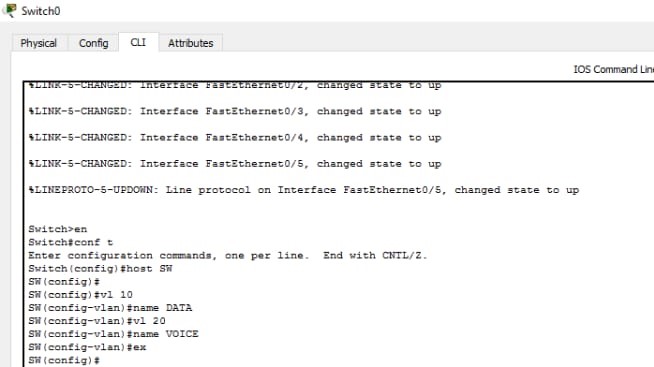 Switch0
Physical Config CLI Attributes
IOS Command Line
%LINK-5-CHANGED: Interface FastEthernet0/2, changed state to up
%LINK-5-CHANGED: Interface FastEthernet0/3, changed state to up
%LINK-5-CHANGED: Interface FastEthernet0/4, changed state to up
%LINK-5-CHANGED: Interface FastEthernet0/5, changed state to up
%LINEPROTO-5-UPDOWN: Line protocol on Interface FastEthernet0/5, changed state to up
Switch>en
Switch#conf t
Enter configuration commands, one per line.  End with CNTL/Z.
Switch(config)#host SW
SW(config)#
SW(config)#vl 10
SW(config-vlan)#name DATA
SW(config-vlan)#vl 20
SW(config-vlan)#name VOICE
SW(config-vlan)#ex
SW(config)#